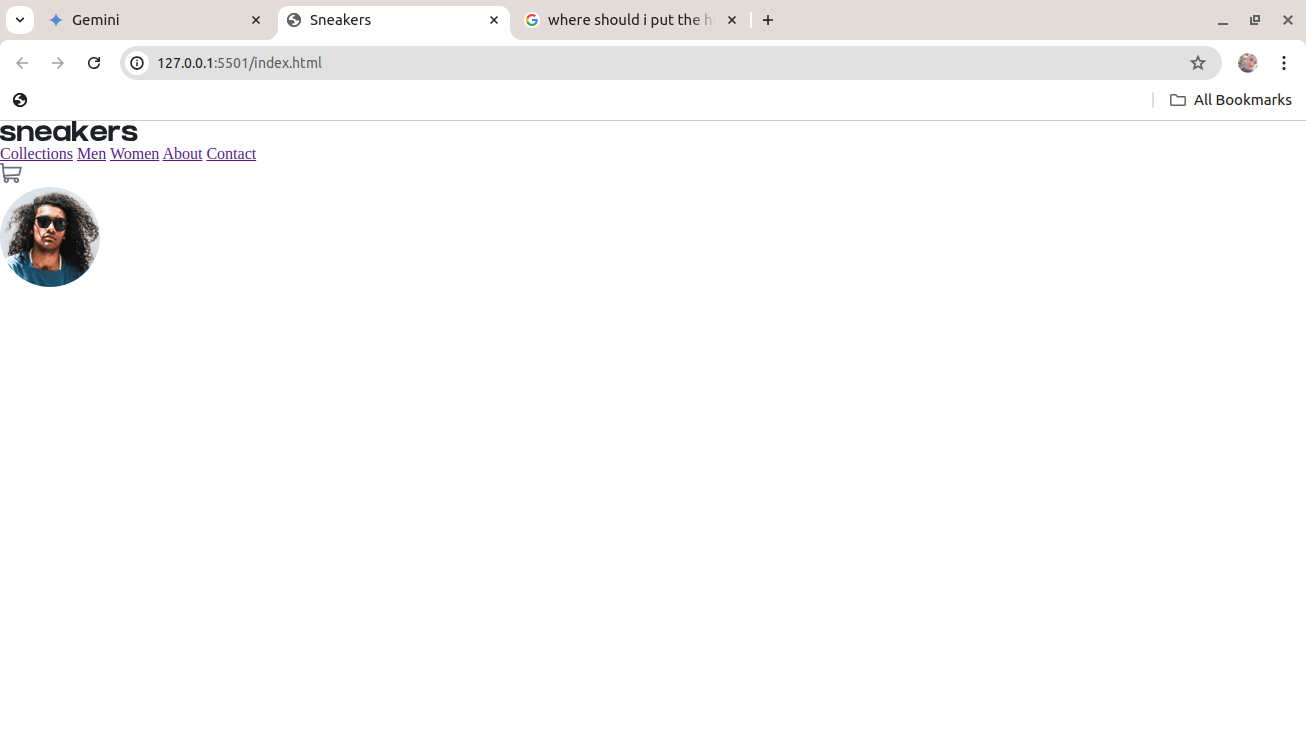 Gemini
Sneakers
where should i put the h
127.0.0.1:5501/index.html
All Bookmarks
sneakers
Collections Men Women About Contact